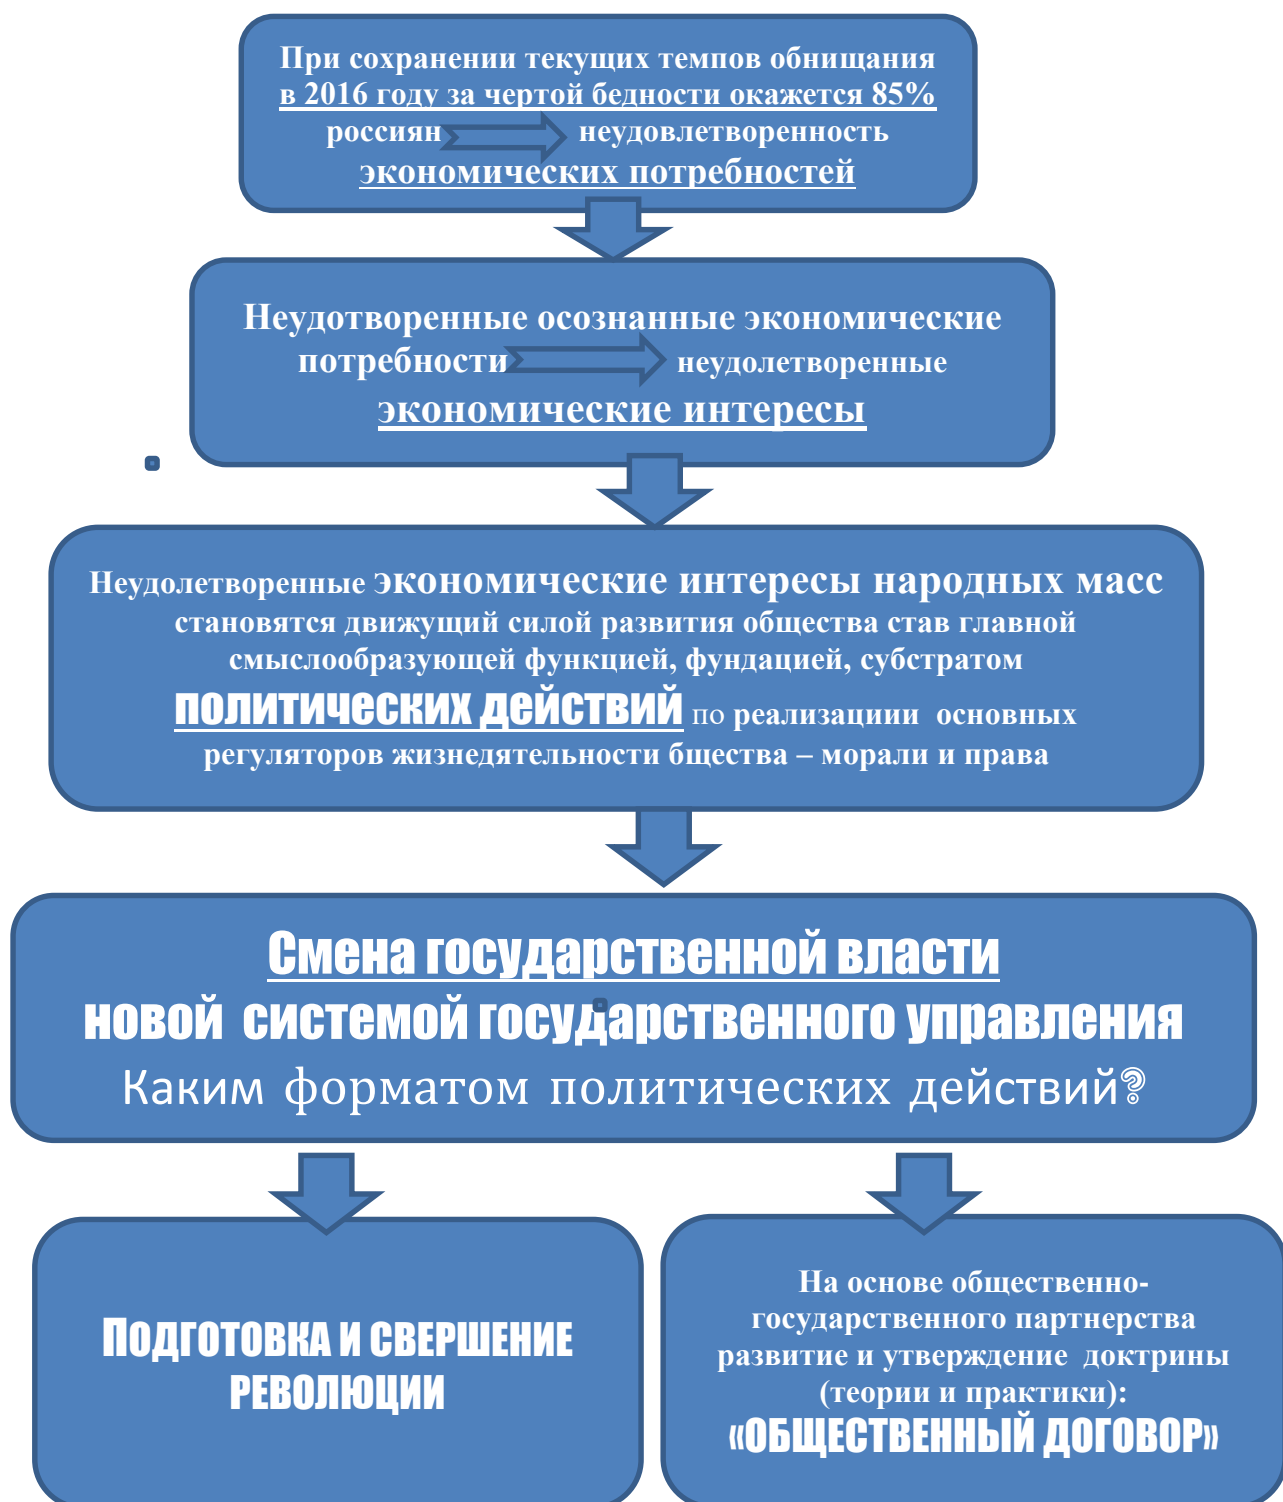 При сохранении текущих темпов обнищания
в 2016 году за чертой бедности окажется 85%
россиян неудовлетворенность
экономических потребностей
Неудотворенные осознанные экономические
потребности неудолетворенные
экономические интересы
Неудолетворенные экономические интересы народных масс
становятся движущий силой развития общества став главной
смыслообразующей функцией, фундацией, субстратом
политических действий по реализациии основных
регуляторов жизнедятельности бщества – морали и права
Смена государственной власти
новой системой государственного управления
Каким форматом политических действий?
Подготовка и свершение
революции
На основе общественно-
государственного партнерства
развитие и утверждение доктрины
(теории и практики):
«ОБЩЕСТВЕННЫЙ ДОГОВОР»